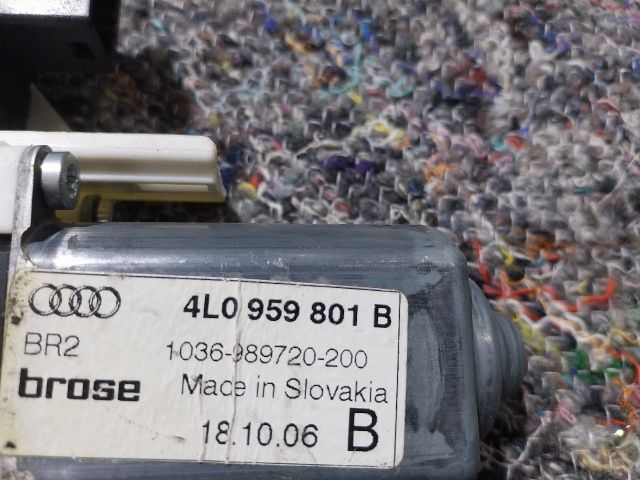 4L0 959 801 B
BR2 1036-989720-200
brose Made in Slovakia
18.10.06 B